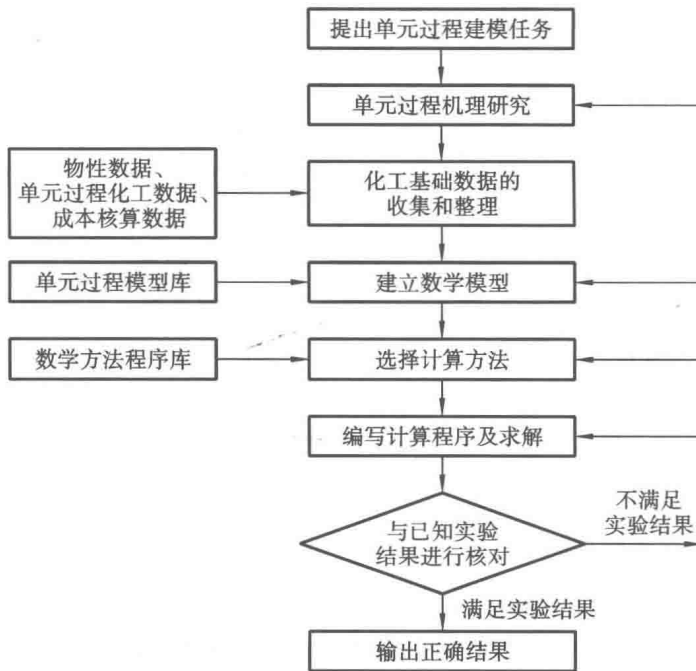 提出单元过程建模任务
单元过程机理研究
物性数据、
单元过程化工数据、
成本核算数据
化工基础数据的
收集和整理
单元过程模型库
建立数学模型
数学方法程序库
选择计算方法
编写计算程序及求解
与已知实验
结果进行核对
不满足
实验结果
满足实验结果
输出正确结果